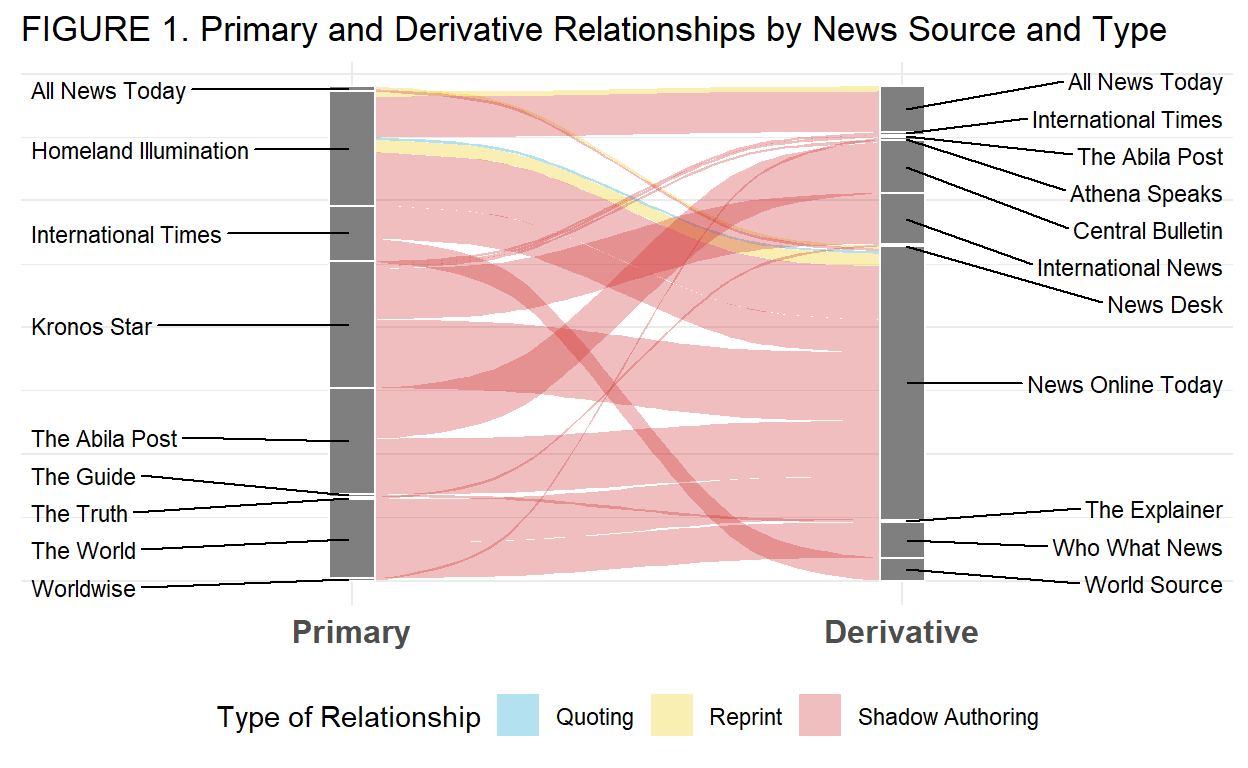 FIGURE 1. Primary and Derivative Relationships by News Source and Type
All News Today
Homeland Illumination
International Times
Kronos Star
The Abila Post
The Guide
The Truth
The World
Worldwise
All News Today
International Times
The Abila Post
Athena Speaks
Central Bulletin
International News
News Desk
News Online Today
The Explainer
Who What News
World Source
Primary
Derivative
Type of Relationship
Quoting
Reprint
Shadow Authoring